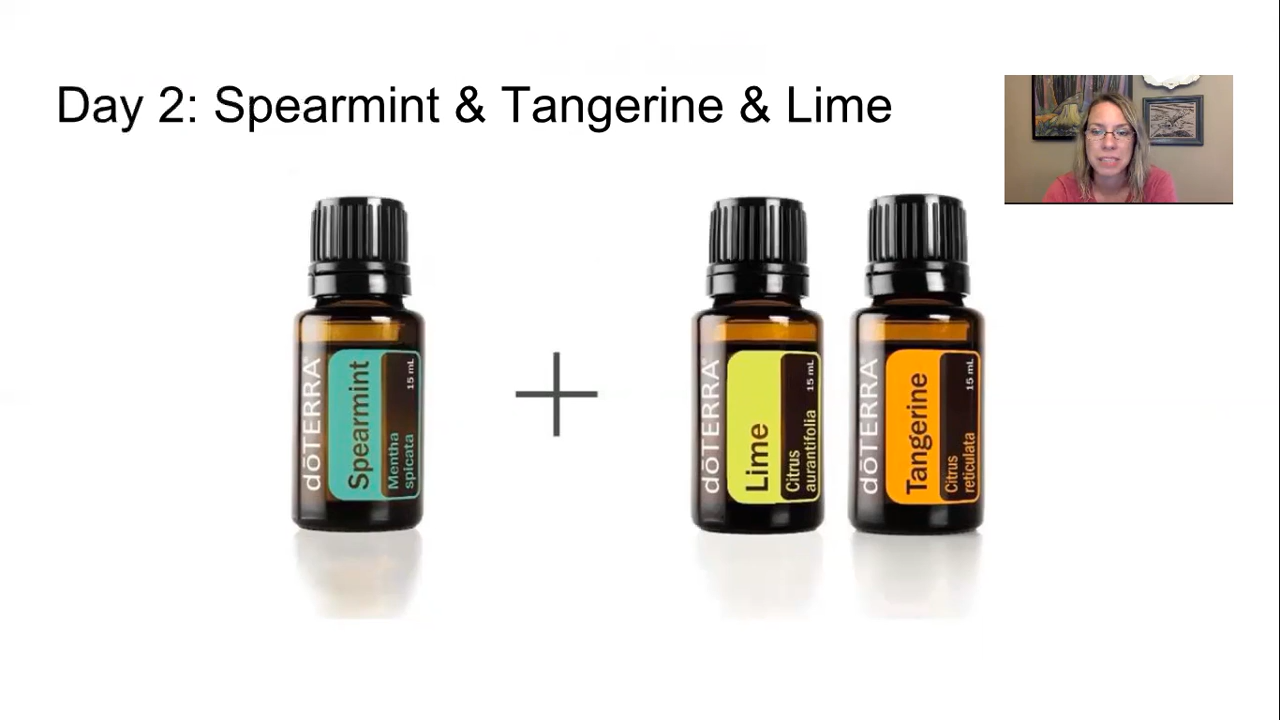 Day 2: Spearmint & Tangerine & Lime
dōTERRA®
Spearmint
Mentha
spicata
15 mL
dōTERRA®
Lime
Citrus
aurantifolia
15 mL
dōTERRA®
Tangerine
Citrus
reticulata
15 mL